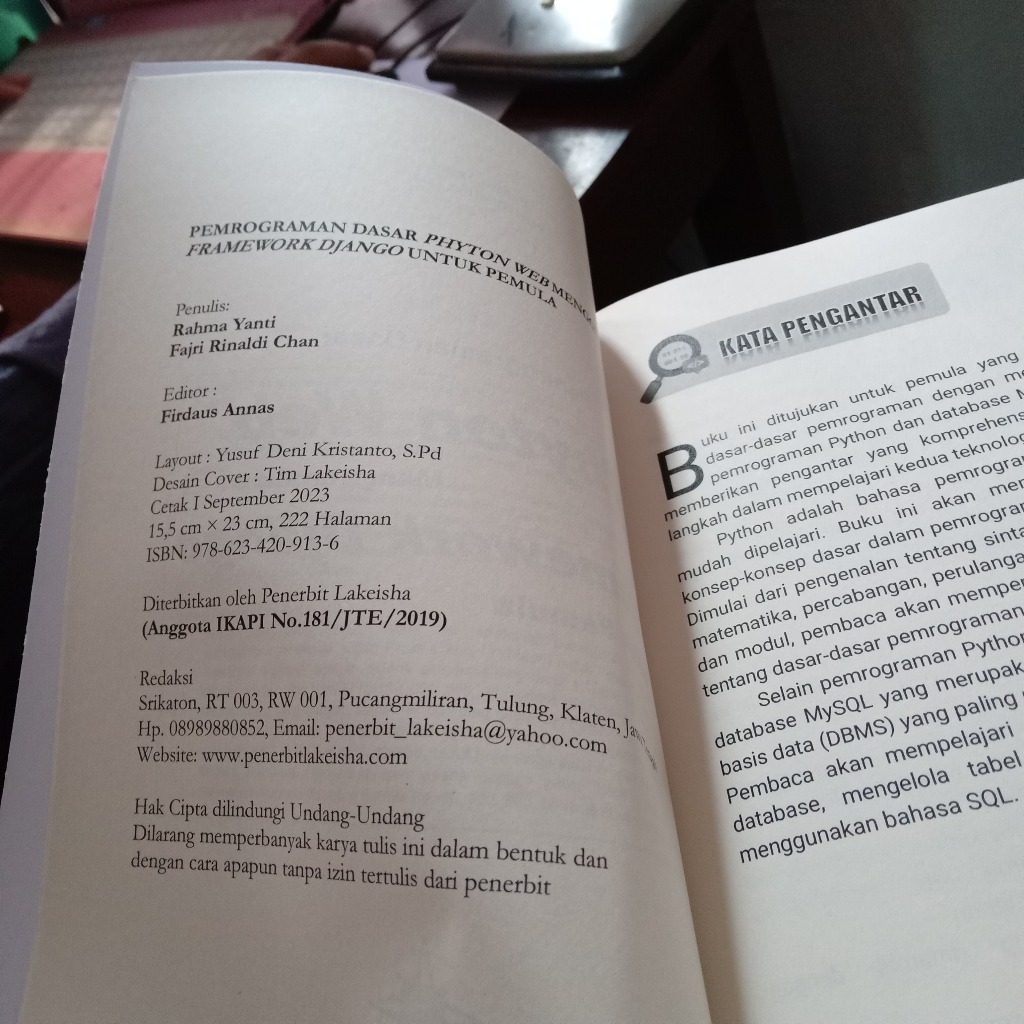 PEMROGRAMAN DASAR PHYTON WEB
FRAMEWORK DJANGO UNTUK PEMULA
Penulis:
Rahma Yanti
Fajri Rinaldi Chan
Editor :
Firdaus Annas
Layout : Yusuf Deni Kristanto, S.Pd
Desain Cover : Tim Lakeisha
Cetak I September 2023
15,5 cm × 23 cm, 222 Halaman
ISBN: 978-623-420-913-6
Diterbitkan oleh Penerbit Lakeisha
(Anggota IKAPI No.181/JTE/2019)
Redaksi
Srikaton, RT 003, RW 001, Pucangmiliran, Tulung, Klaten,
Hp. 08989880852, Email: penerbit_lakeisha@yahoo.com
Website: www.penerbitlakeisha.com
Hak Cipta dilindungi Undang-Undang
Dilarang memperbanyak karya tulis ini dalam bentuk dan
dengan cara apapun tanpa izin tertulis dari penerbit
KATA PENGANTAR
Buku ini ditujukan untuk pemula yang
dasar-dasar pemrograman dengan
pemrograman Python dan database
memberikan pengantar yang
langkah dalam mempelajari kedua
Python adalah bahasa
mudah dipelajari. Buku ini akan
konsep-konsep dasar dalam
Dimulai dari pengenalan tentang
matematika, percabangan,
dan modul, pembaca akan
tentang dasar-dasar pemrograman
Selain pemrograman Python
database MySQL yang
basis data (DBMS) yang paling
Pembaca akan mempelajari
database, mengelola tabel
menggunakan bahasa SQL.